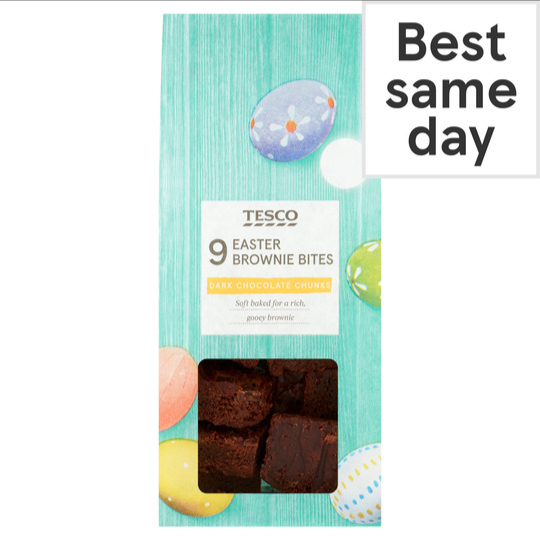 Best
same
day
TESCO
9 EASTER
BROWNIE BITES
DARK CHOCOLATE CHUNKS
Soft baked for a rich,
gooey brownie